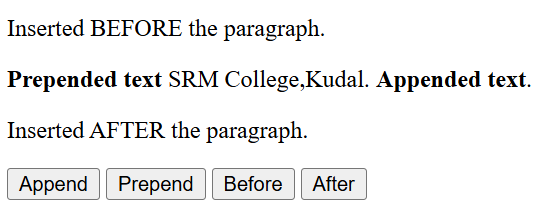 Inserted BEFORE the paragraph.
Prepended text SRM College,Kudal. Appended text.
Inserted AFTER the paragraph.
Append Prepend Before After